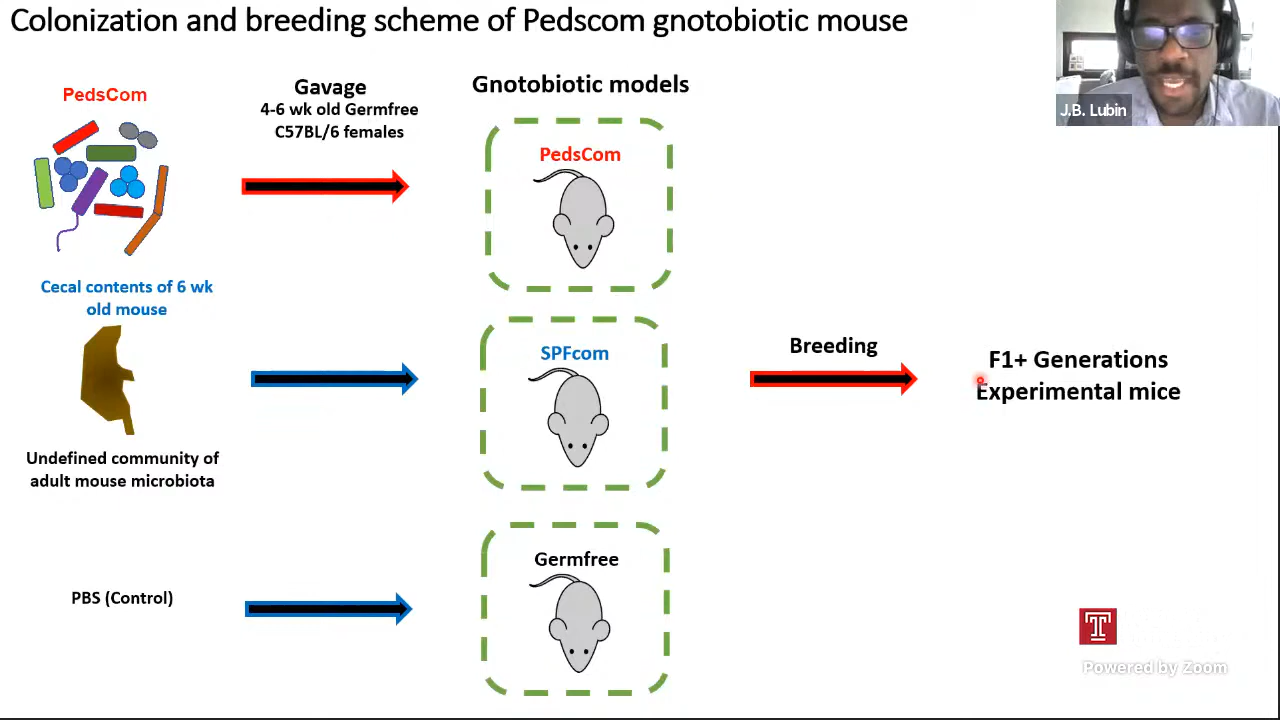 Colonization and breeding scheme of Pedscom gnotobiotic mouse
J.B. Lubin
PedsCom
Gavage
4-6 wk old Germfree
C57BL/6 females
Gnotobiotic models
PedsCom
Cecal contents of 6 wk
old mouse
SPFcom
Breeding
F1+ Generations
Experimental mice
Undefined community of
adult mouse microbiota
PBS (Control)
Germfree
T
Powered by Zoom